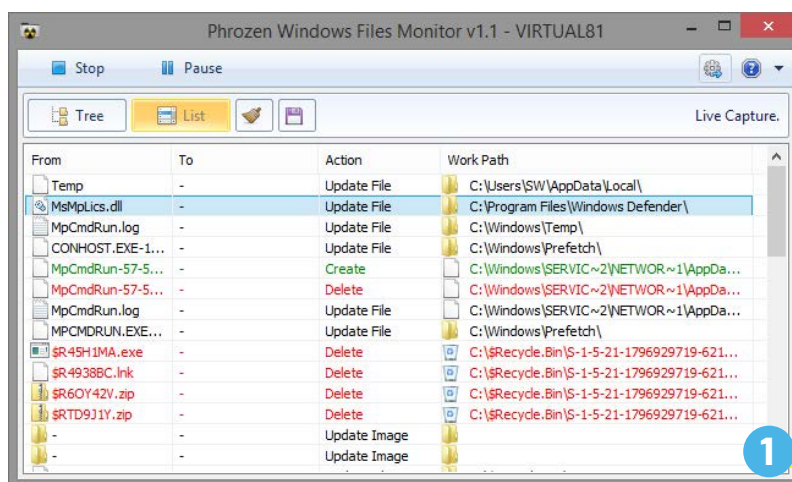 Phrozen Windows Files Monitor v1.1 - VIRTUAL81
Stop Pause
Tree List Live Capture.
From To Action Work Path
Temp - Update File C:\Users\SW\AppData\Local\
MsMpLics.dll - Update File C:\Program Files\Windows Defender\
MpCmdRun.log - Update File C:\Windows\Temp\
CONHOST.EXE-1... - Update File C:\Windows\Prefetch\
MpCmdRun-57-5... - Create C:\Windows\SERVIC~2\NETWOR~1\AppDa...
MpCmdRun-57-5... - Delete C:\Windows\SERVIC~2\NETWOR~1\AppDa...
MpCmdRun.log - Update File C:\Windows\SERVIC~2\NETWOR~1\AppDa...
MPCMDRUN.EXE... - Update File C:\Windows\Prefetch\
$R45H1MA.exe - Delete C:\$Recycle.Bin\S-1-5-21-1796929719-621...
$R4938BC.lnk - Delete C:\$Recycle.Bin\S-1-5-21-1796929719-621...
$R6OY42V.zip - Delete C:\$Recycle.Bin\S-1-5-21-1796929719-621...
$RTD9J1Y.zip - Delete C:\$Recycle.Bin\S-1-5-21-1796929719-621...
- - Update Image
- - Update Image
1